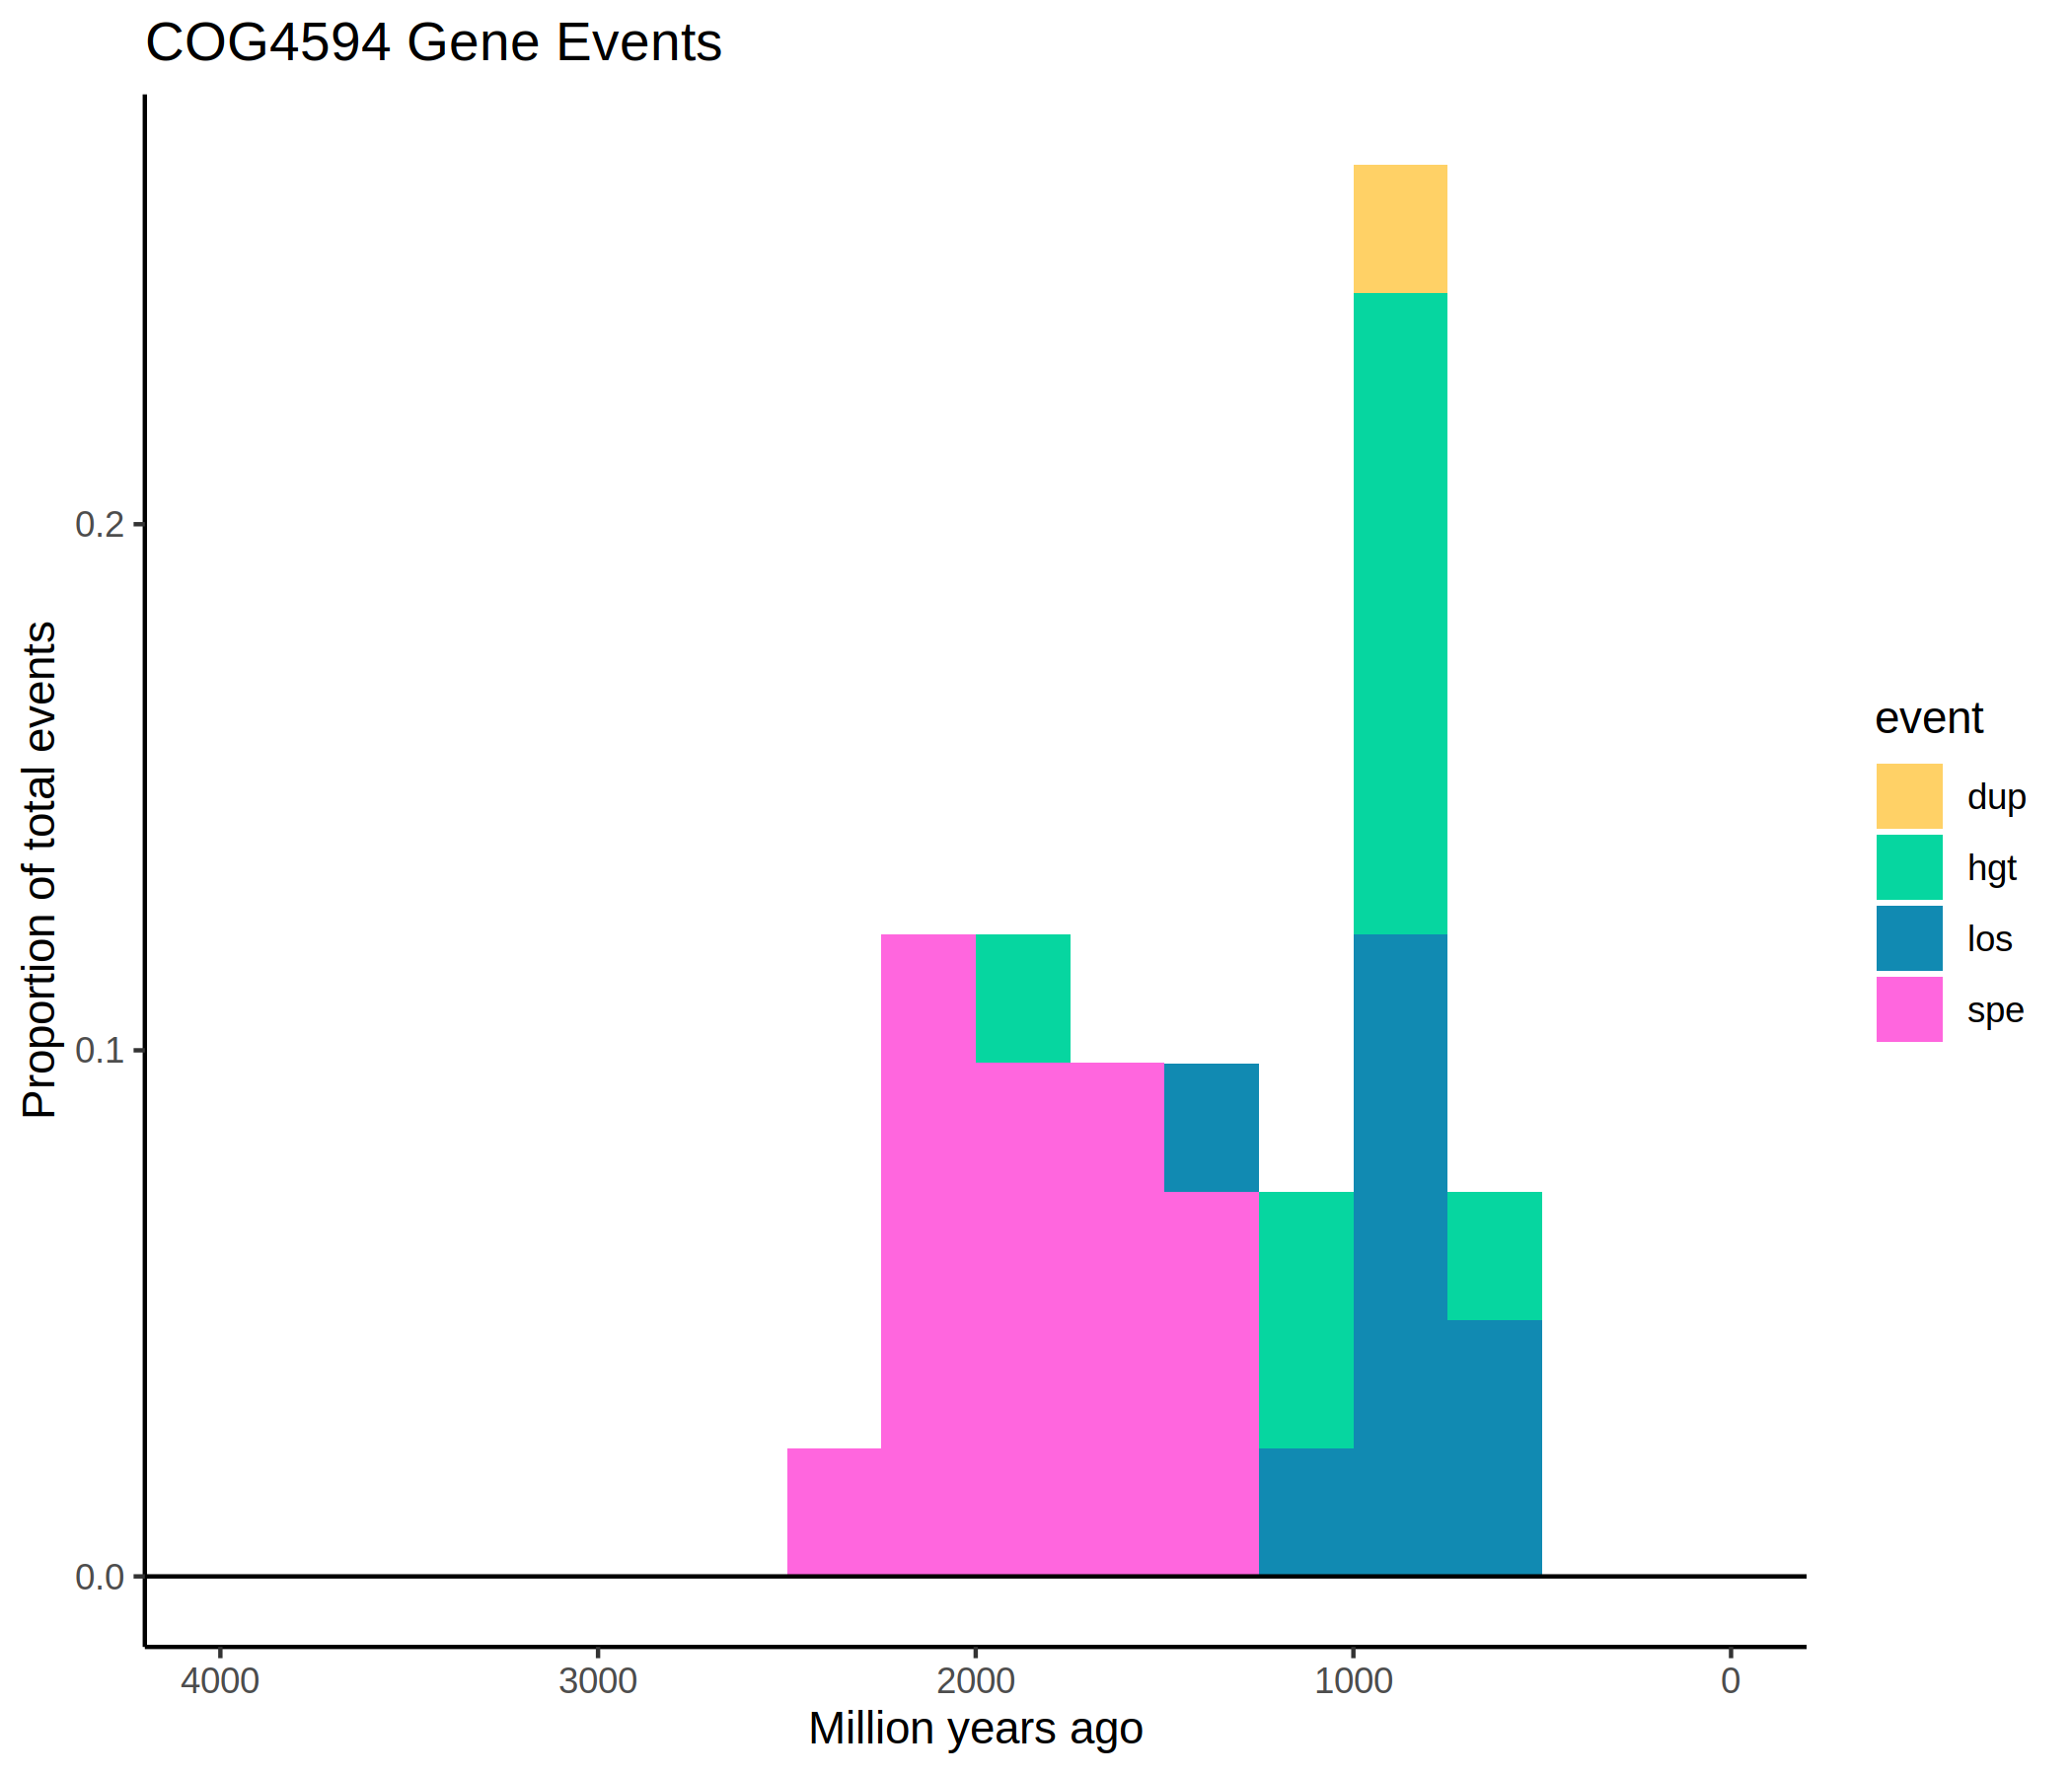 COG4594 Gene Events
Proportion of total events
0.2
0.1
0.0
4000 3000 2000 1000 0
Million years ago
event
dup
hgt
los
spe